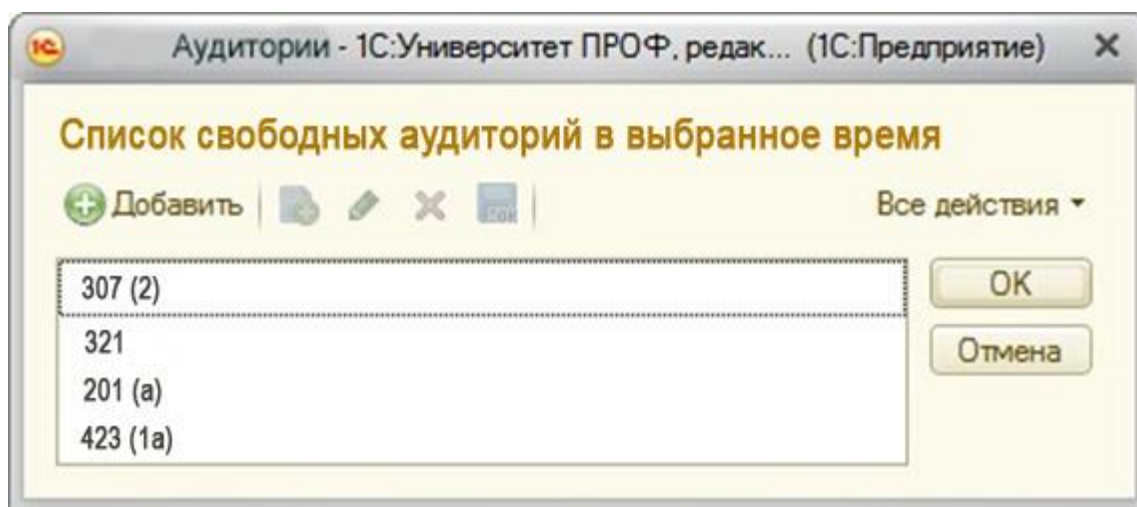 1С Аудитории - 1С:Университет ПРОФ, редак... (1С:Предприятие)
Список свободных аудиторий в выбранное время
Добавить Все действия
307 (2) ОК
321
Отмена
201 (а)
423 (1а)